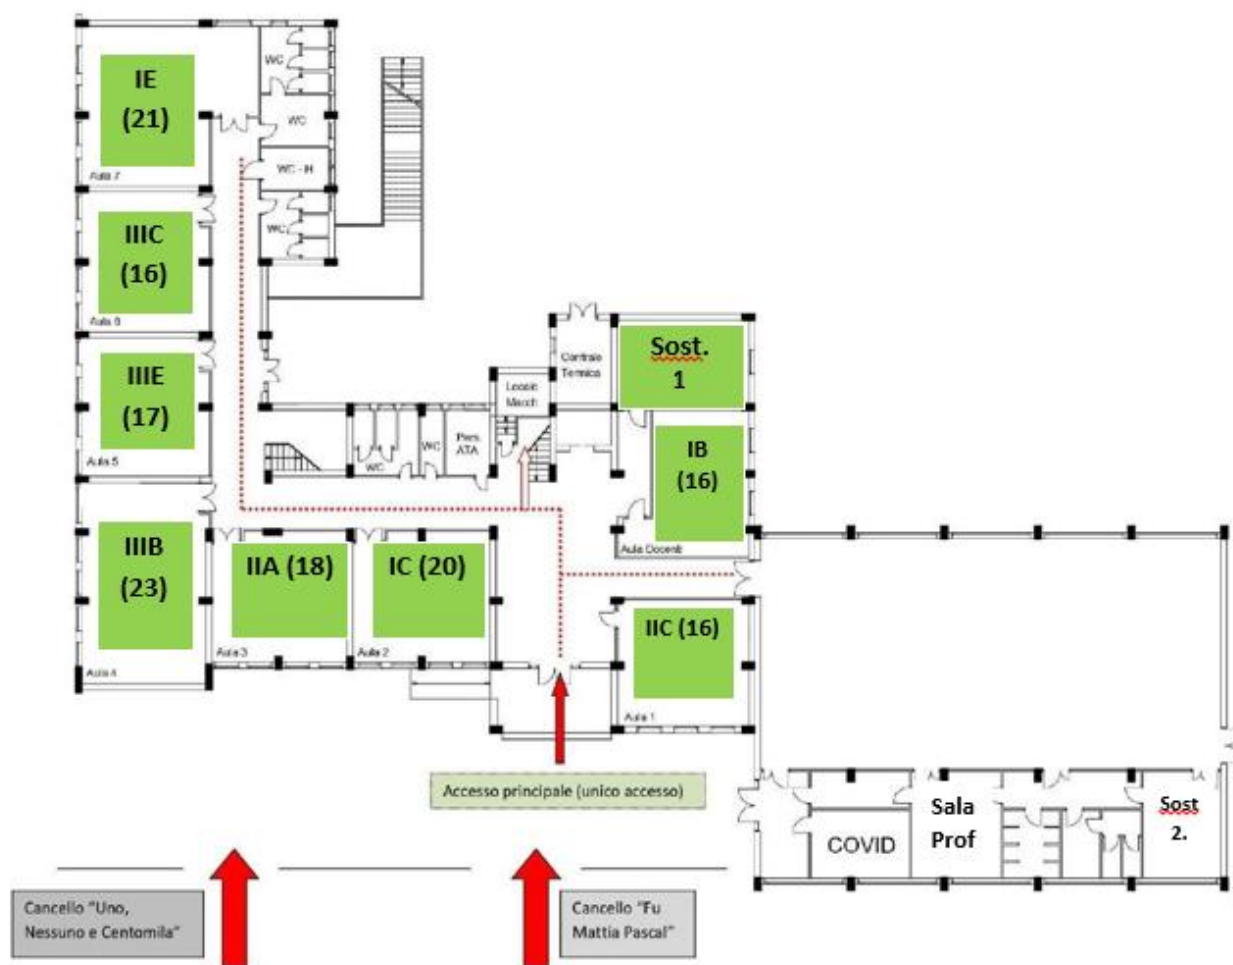 IE
(21)
Aula 7
WC
WC
WC - H
WC
IIIC
(16)
Aula 6
IIIE
(17)
Aula 5
IIIB
(23)
Aula 4
IIA (18)
Aula 3
IC (20)
Aula 2
WC
WC
Pers.
ATA
Locale
Macch
Centrale
Termica
Sost.
1
IB
(16)
Aula Docenti
IIC (16)
Aula 1
Accesso principale (unico accesso)
COVID
Sala
Prof
Sost
2.
Cancello "Uno,
Nessuno e Centomila"
Cancello "Fu
Mattia Pascal"